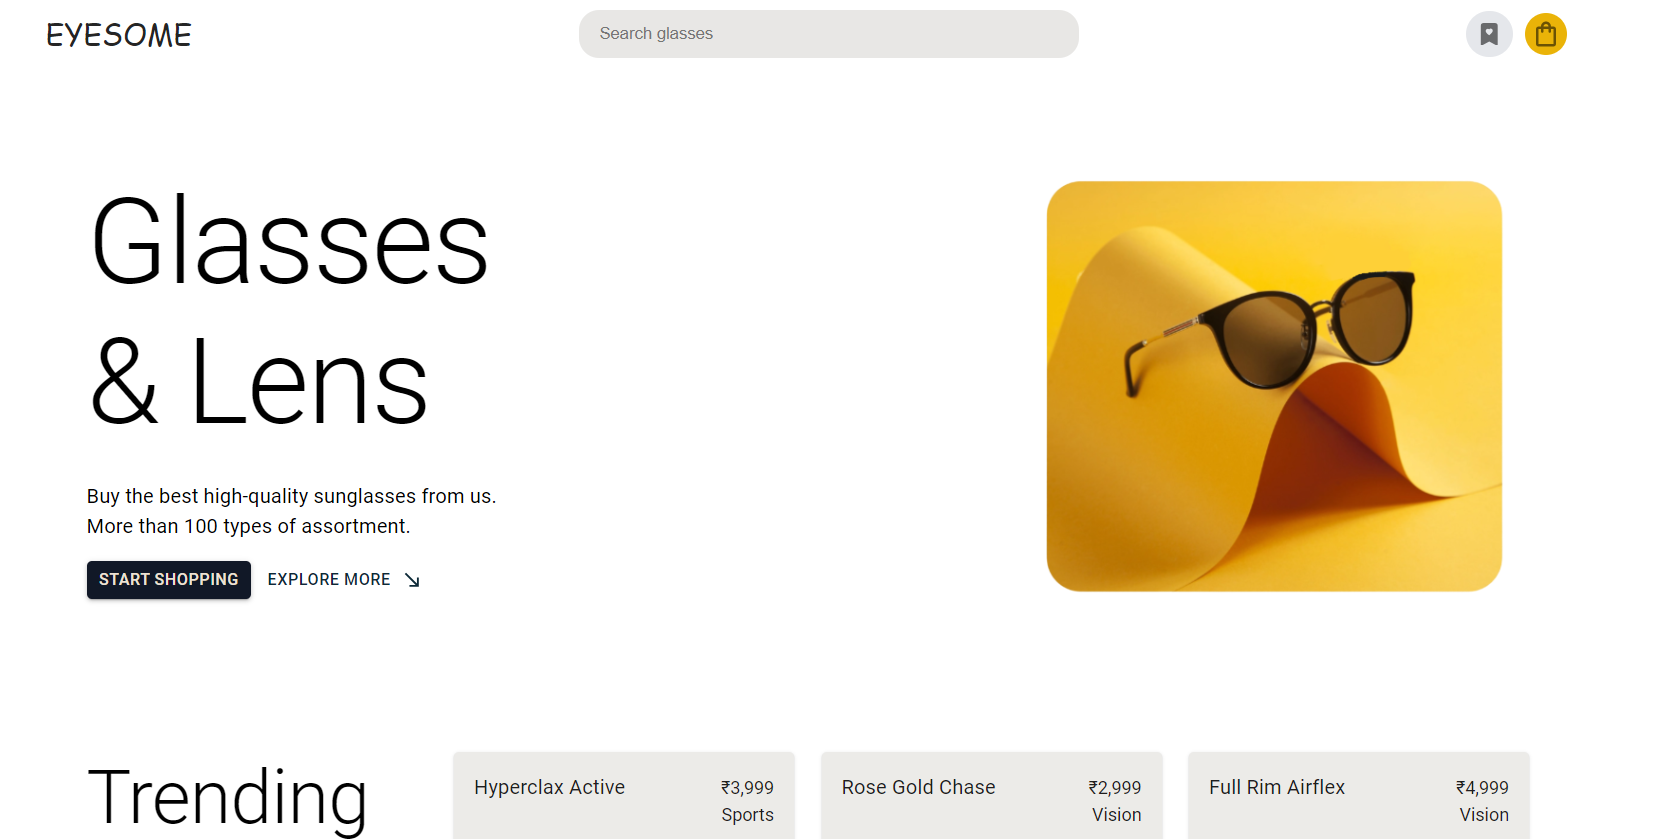 EYESOME
Search glasses
Glasses
& Lens
Buy the best high-quality sunglasses from us.
More than 100 types of assortment.
START SHOPPING
EXPLORE MORE
Trending
Hyperclax Active
₹3,999
Sports
Rose Gold Chase
₹2,999
Vision
Full Rim Airflex
₹4,999
Vision